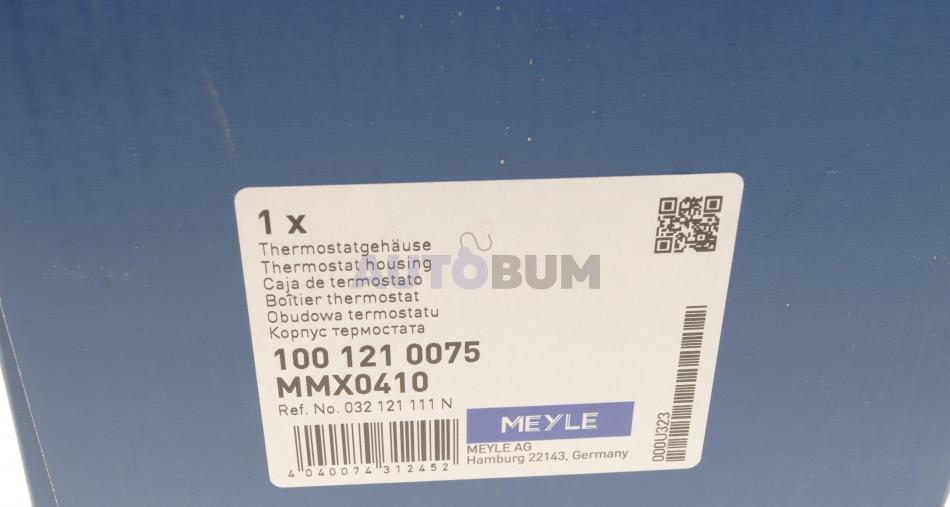 1 x
Thermostatgehäuse
Thermostat housing
Caja de termostato
Boîtier thermostat
Obudowa termostatu
Корпус термостата
AUTOBUM
100 121 0075
MMX0410
Ref. No. 032 121 111 N
MEYLE
MEYLE AG
Hamburg 22143, Germany
4 040074 312452
000U323